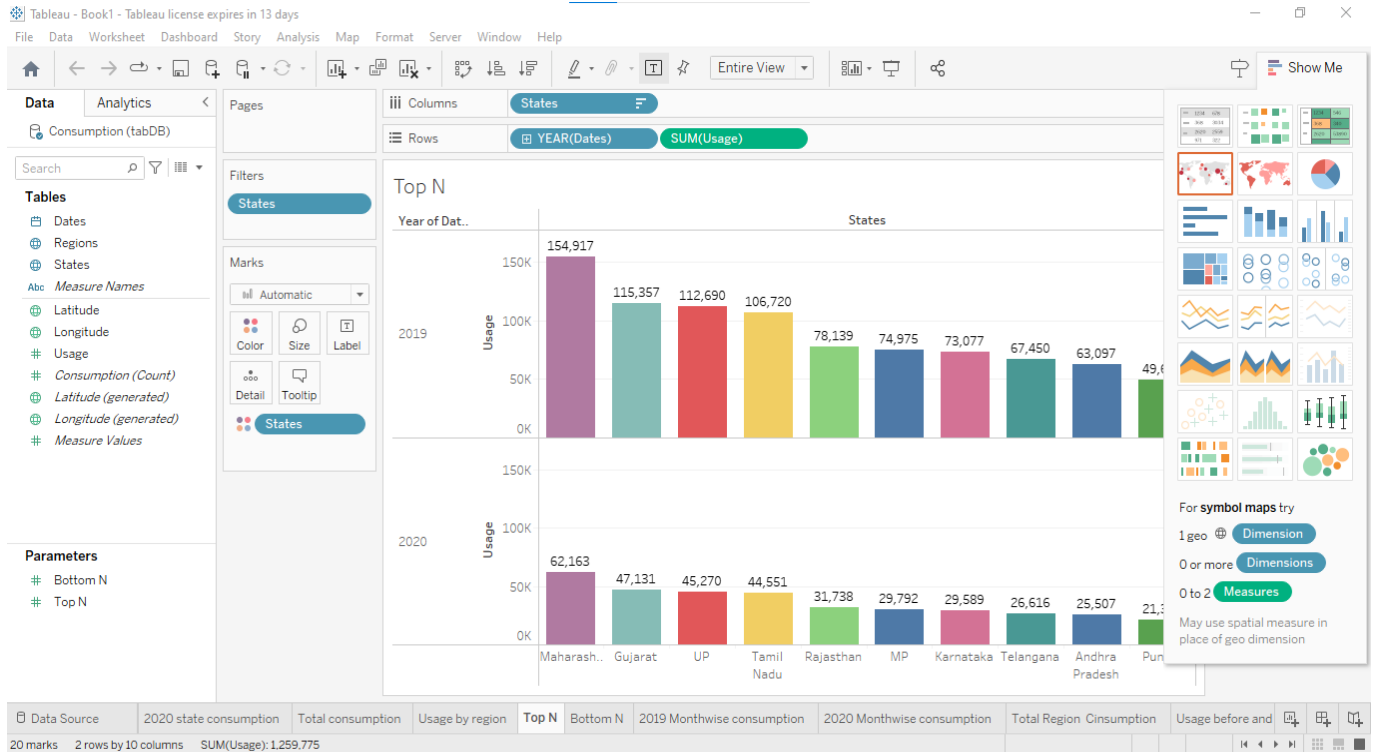 Tableau - Book1 - Tableau license expires in 13 days
File Data Worksheet Dashboard Story Analysis Map Format Server Window Help
Entire View
Show Me
Data Analytics
Consumption (tabDB)
Search
Tables
Dates
Regions
States
Abc Measure Names
Latitude
Longitude
# Usage
# Consumption (Count)
Latitude (generated)
Longitude (generated)
# Measure Values
Parameters
# Bottom N
# Top N
Pages
Filters
States
Marks
Automatic
Color Size Label
Detail Tooltip
States
Columns States
Rows YEAR(Dates) SUM(Usage)
Top N
Year of Dat..
States
2019
Usage
150K
100K
50K
0K
154,917
115,357
112,690
106,720
78,139
74,975
73,077
67,450
63,097
2020
Usage
150K
100K
50K
0K
62,163
47,131
45,270
44,551
31,738
29,792
29,589
26,616
25,507
Maharash.. Gujarat UP Tamil Nadu Rajasthan MP Karnataka Telangana Andhra Pradesh Pun
For symbol maps try
1 geo Dimension
0 or more Dimensions
0 to 2 Measures
May use spatial measure in
place of geo dimension
Data Source 2020 state consumption Total consumption Usage by region Top N Bottom N 2019 Monthwise consumption 2020 Monthwise consumption Total Region Cinsumption Usage before and
20 marks 2 rows by 10 columns SUM(Usage): 1,259.775